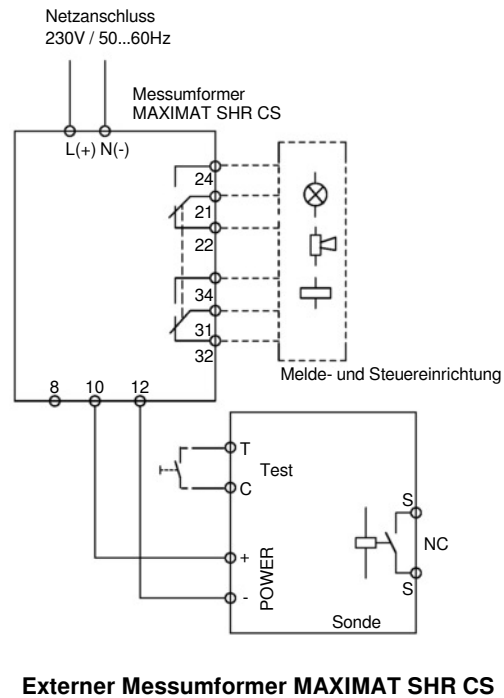 Netzanschluss
230V / 50...60Hz
Messumformer
MAXIMAT SHR CS
L(+) N(-)
24
21
22
34
31
32
Melde- und Steuereinrichtung
8 10 12
T
Test
C
S
NC
+
POWER
S
-
Sonde
Externer Messumformer MAXIMAT SHR CS